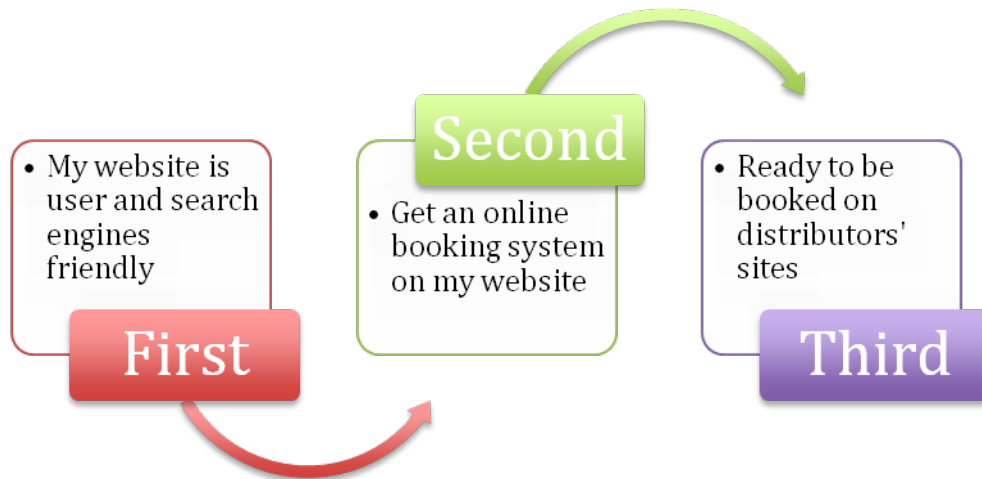 • My website is
user and search
engines
friendly
First
Second
• Get an online
booking system
on my website
• Ready to be
booked on
distributors'
sites
Third